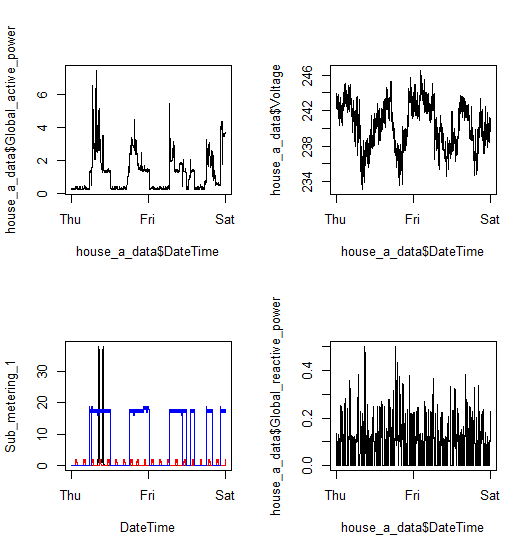 house_a_data$Global_active_power
0 2 4 6
Thu Fri Sat
house_a_data$DateTime
house_a_data$Voltage
234 238 242 246
Thu Fri Sat
house_a_data$DateTime
Sub_metering_1
0 10 20 30
Thu Fri Sat
DateTime
house_a_data$Global_reactive_power
0.0 0.2 0.4
Thu Fri Sat
house_a_data$DateTime